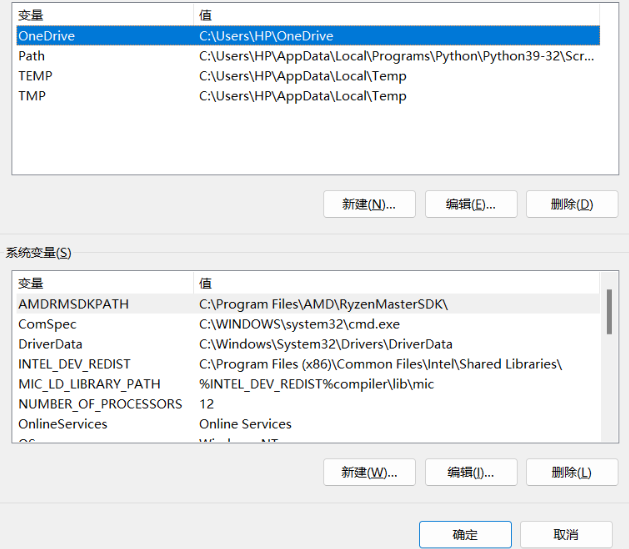 变量 值
OneDrive C:\Users\HP\OneDrive
Path C:\Users\HP\AppData\Local\Programs\Python\Python39-32\Scr...
TEMP C:\Users\HP\AppData\Local\Temp
TMP C:\Users\HP\AppData\Local\Temp
新建(N)... 编辑(E)... 删除(D)
系统变量(S)
变量 值
AMDRMSDKPATH C:\Program Files\AMD\RyzenMasterSDK\
ComSpec C:\WINDOWS\system32\cmd.exe
DriverData C:\Windows\System32\Drivers\DriverData
INTEL_DEV_REDIST C:\Program Files (x86)\Common Files\Intel\Shared Libraries\
MIC_LD_LIBRARY_PATH %INTEL_DEV_REDIST%compiler\lib\mic
NUMBER_OF_PROCESSORS 12
OnlineServices Online Services
新建(W)... 编辑(I)... 删除(L)
确定 取消